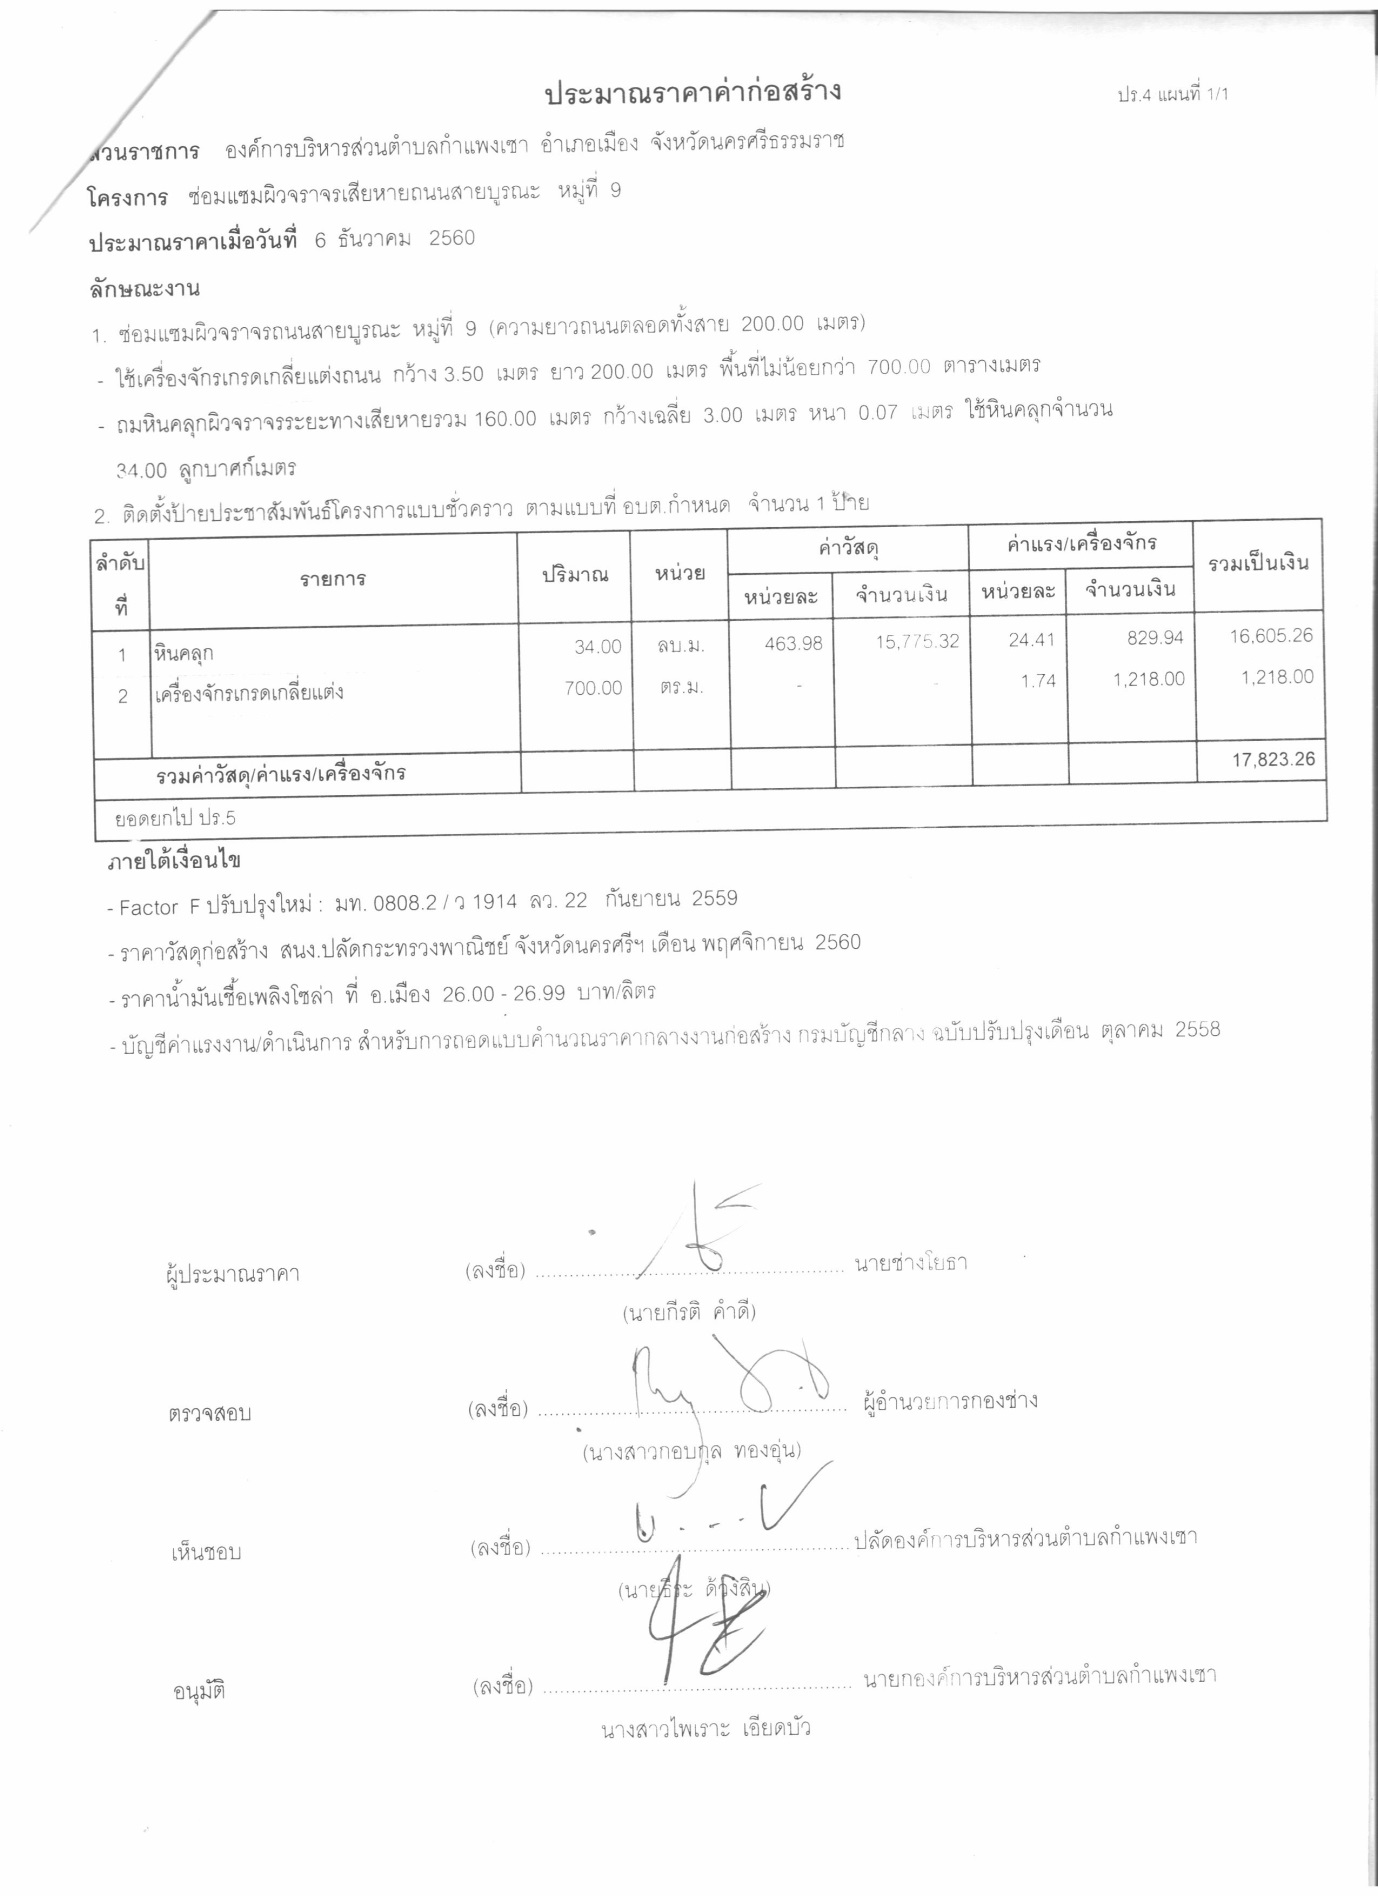 ประมาณราคาค่าก่อสร้าง
ปร.4 แผนที่ 1/1
ส่วนราชการ องค์การบริหารส่วนตำบลกำแพงเซา อำเภอเมือง จังหวัดนครศรีธรรมราช
โครงการ ซ่อมแซมผิวจราจรเสียหายถนนสายบูรณะ หมู่ที่ 9
ประมาณราคาเมื่อวันที่ 6 ธันวาคม 2560
ลักษณะงาน
1. ซ่อมแซมผิวจราจรถนนสายบูรณะ หมู่ที่ 9 (ความยาวถนนตลอดทั้งสาย 200.00 เมตร)
- ใช้เครื่องจักรเกรดเกลี่ยแต่งถนน กว้าง 3.50 เมตร ยาว 200.00 เมตร พื้นที่ไม่น้อยกว่า 700.00 ตารางเมตร
- ถมหินคลุกผิวจราจรระยะทางเสียหายรวม 160.00 เมตร กว้างเฉลี่ย 3.00 เมตร หนา 0.07 เมตร ใช้หินคลุกจำนวน
34.00 ลูกบาศก์เมตร
2. ติดตั้งป้ายประชาสัมพันธ์โครงการแบบชั่วคราว ตามแบบที่ อบต.กำหนด จำนวน 1 ป้าย
ลำดับที่ รายการ ปริมาณ หน่วย ค่าวัสดุ ค่าแรง/เครื่องจักร รวมเป็นเงิน
หน่วยละ จำนวนเงิน หน่วยละ จำนวนเงิน
1 หินคลุก 34.00 ลบ.ม. 463.98 15,775.32 24.41 829.94 16,605.26
2 เครื่องจักรเกรดเกลี่ยแต่ง 700.00 ตร.ม. - - 1.74 1,218.00 1,218.00
รวมค่าวัสดุ/ค่าแรง/เครื่องจักร 17,823.26
ยอดยกไป ปร.5
ภายใต้เงื่อนไข
- Factor F ปรับปรุงใหม่ : มท. 0808.2 / ว 1914 ลว. 22 กันยายน 2559
- ราคาวัสดุก่อสร้าง สนง.ปลัดกระทรวงพาณิชย์ จังหวัดนครศรีฯ เดือน พฤศจิกายน 2560
- ราคาน้ำมันเชื้อเพลิงโซล่า ที่ อ.เมือง 26.00 - 26.99 บาท/ลิตร
- บัญชีค่าแรงงาน/ดำเนินการ สำหรับการถอดแบบคำนวณราคากลางงานก่อสร้าง กรมบัญชีกลาง ฉบับปรับปรุงเดือน ตุลาคม 2558
ผู้ประมาณราคา (ลงชื่อ) ........................ นายช่างโยธา
(นายกีรติ คำดี)
ตรวจสอบ (ลงชื่อ) ........................ ผู้อำนวยการกองช่าง
(นางสาวกอบกุล ทองอุ่น)
เห็นชอบ (ลงชื่อ) ........................ ปลัดองค์การบริหารส่วนตำบลกำแพงเซา
(นายธีระ ด้วงสิน)
อนุมัติ (ลงชื่อ) ........................ นายกองค์การบริหารส่วนตำบลกำแพงเซา
นางสาวไพเราะ เอียดบัว